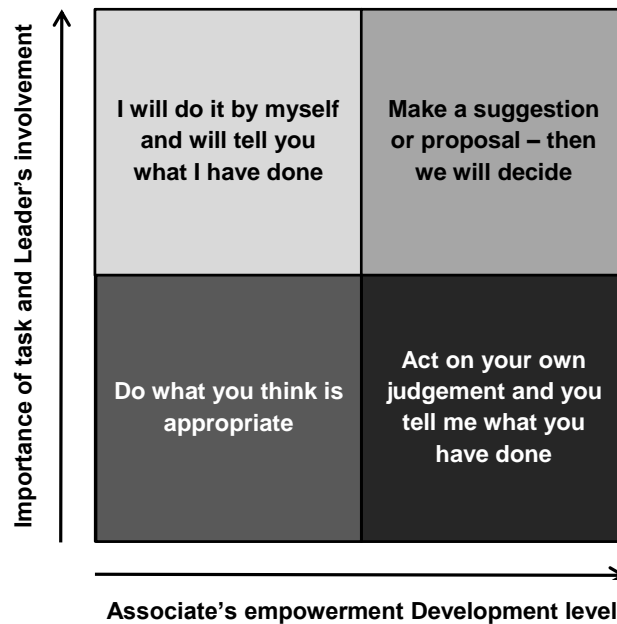 Importance of task and Leader's involvement
I will do it by myself
and will tell you
what I have done
Make a suggestion
or proposal – then
we will decide
Do what you think is
appropriate
Act on your own
judgement and you
tell me what you
have done
Associate's empowerment Development level